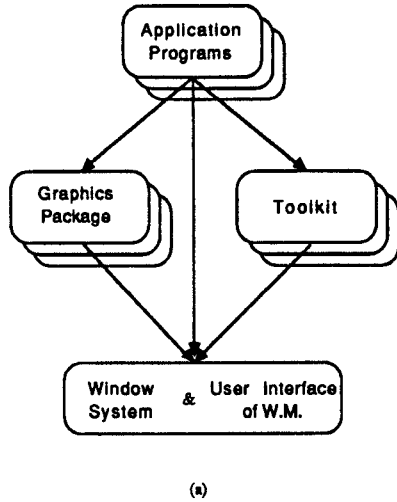 Application
Programs
Graphics
Package
Toolkit
Window System & User Interface of W.M.
(a)